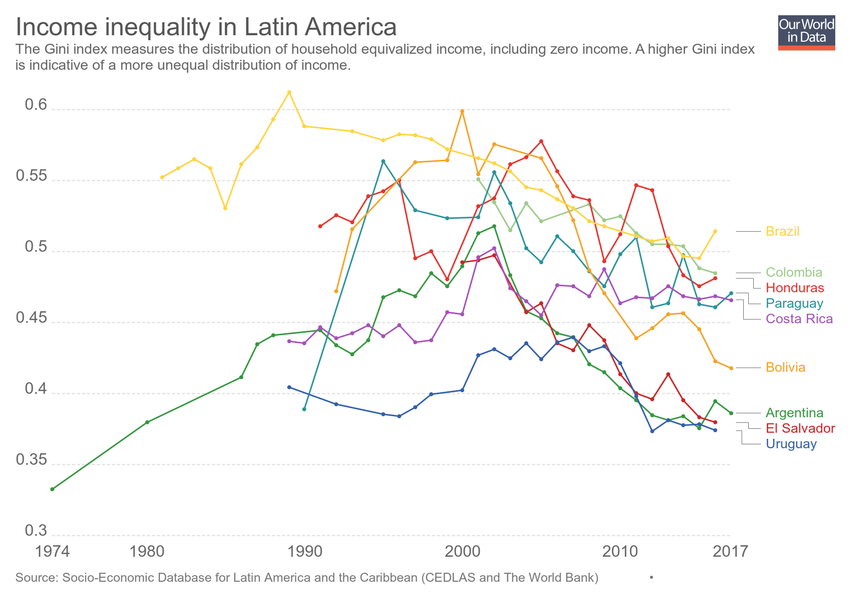 Income inequality in Latin America
Our World
in Data
The Gini index measures the distribution of household equivalized income, including zero income. A higher Gini index
is indicative of a more unequal distribution of income.
0.6
0.55
0.5
0.45
0.4
0.35
0.3
Brazil
Colombia
Honduras
Paraguay
Costa Rica
Bolivia
Argentina
El Salvador
Uruguay
1974
1980
1990
2000
2010
2017
Source: Socio-Economic Database for Latin America and the Caribbean (CEDLAS and The World Bank) •